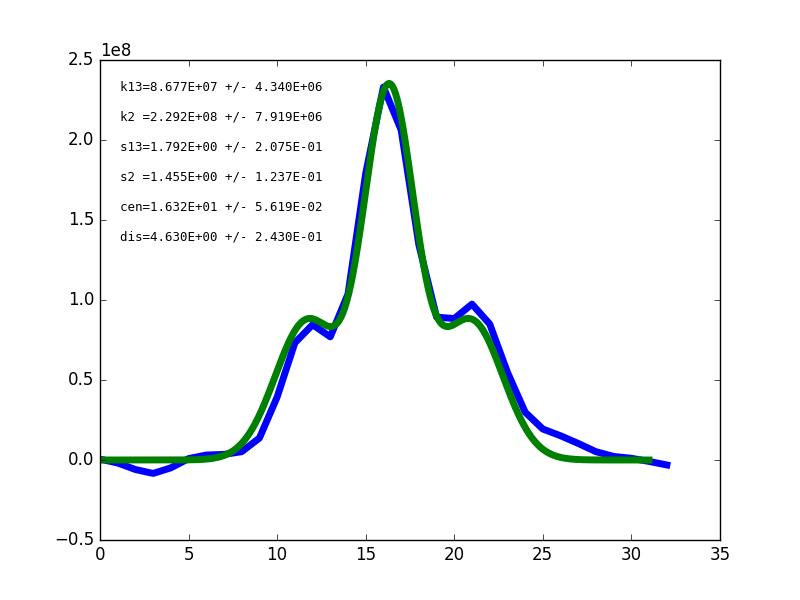 1e8
2.5
k13=8.677E+07 +/- 4.340E+06
k2 =2.292E+08 +/- 7.919E+06
2.0
s13=1.792E+00 +/- 2.075E-01
s2 =1.455E+00 +/- 1.237E-01
cen=1.632E+01 +/- 5.619E-02
1.5
dis=4.630E+00 +/- 2.430E-01
1.0
0.5
0.0
−0.5
0 5 10 15 20 25 30 35